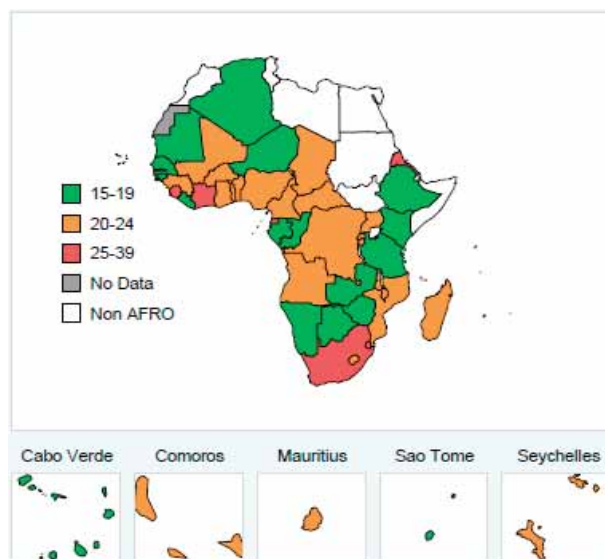 15-19
20-24
25-39
No Data
Non AFRO
Cabo Verde
Comoros
Mauritius
Sao Tome
Seychelles